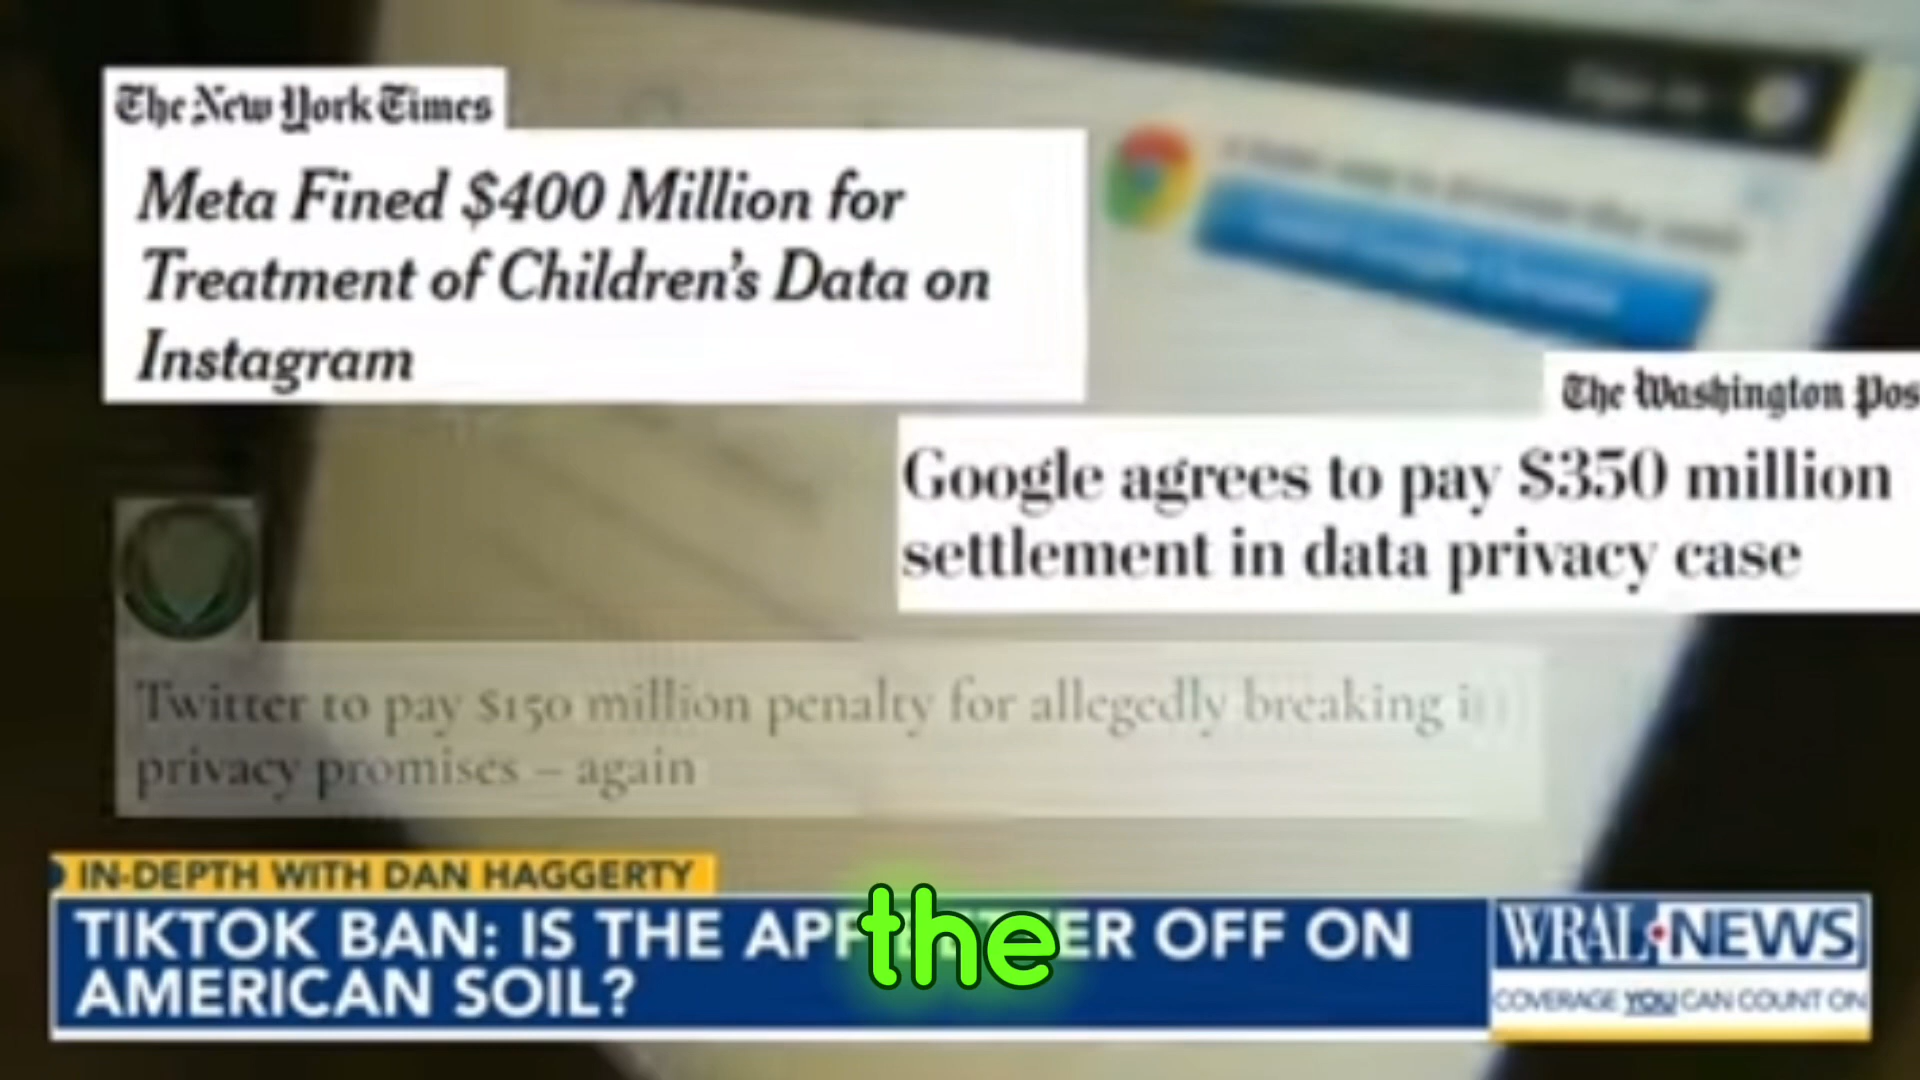 The New York Times
Meta Fined $400 Million for
Treatment of Children's Data on
Instagram
The Washington Pos
Google agrees to pay $350 million
settlement in data privacy case
Twitter to pay $150 million penalty for allegedly breaking
privacy promises – again
IN-DEPTH WITH DAN HAGGERTY
TIKTOK BAN: IS THE APP ER OFF ON
AMERICAN SOIL?
the
WRAL NEWS
COVERAGE YOU CAN COUNT ON